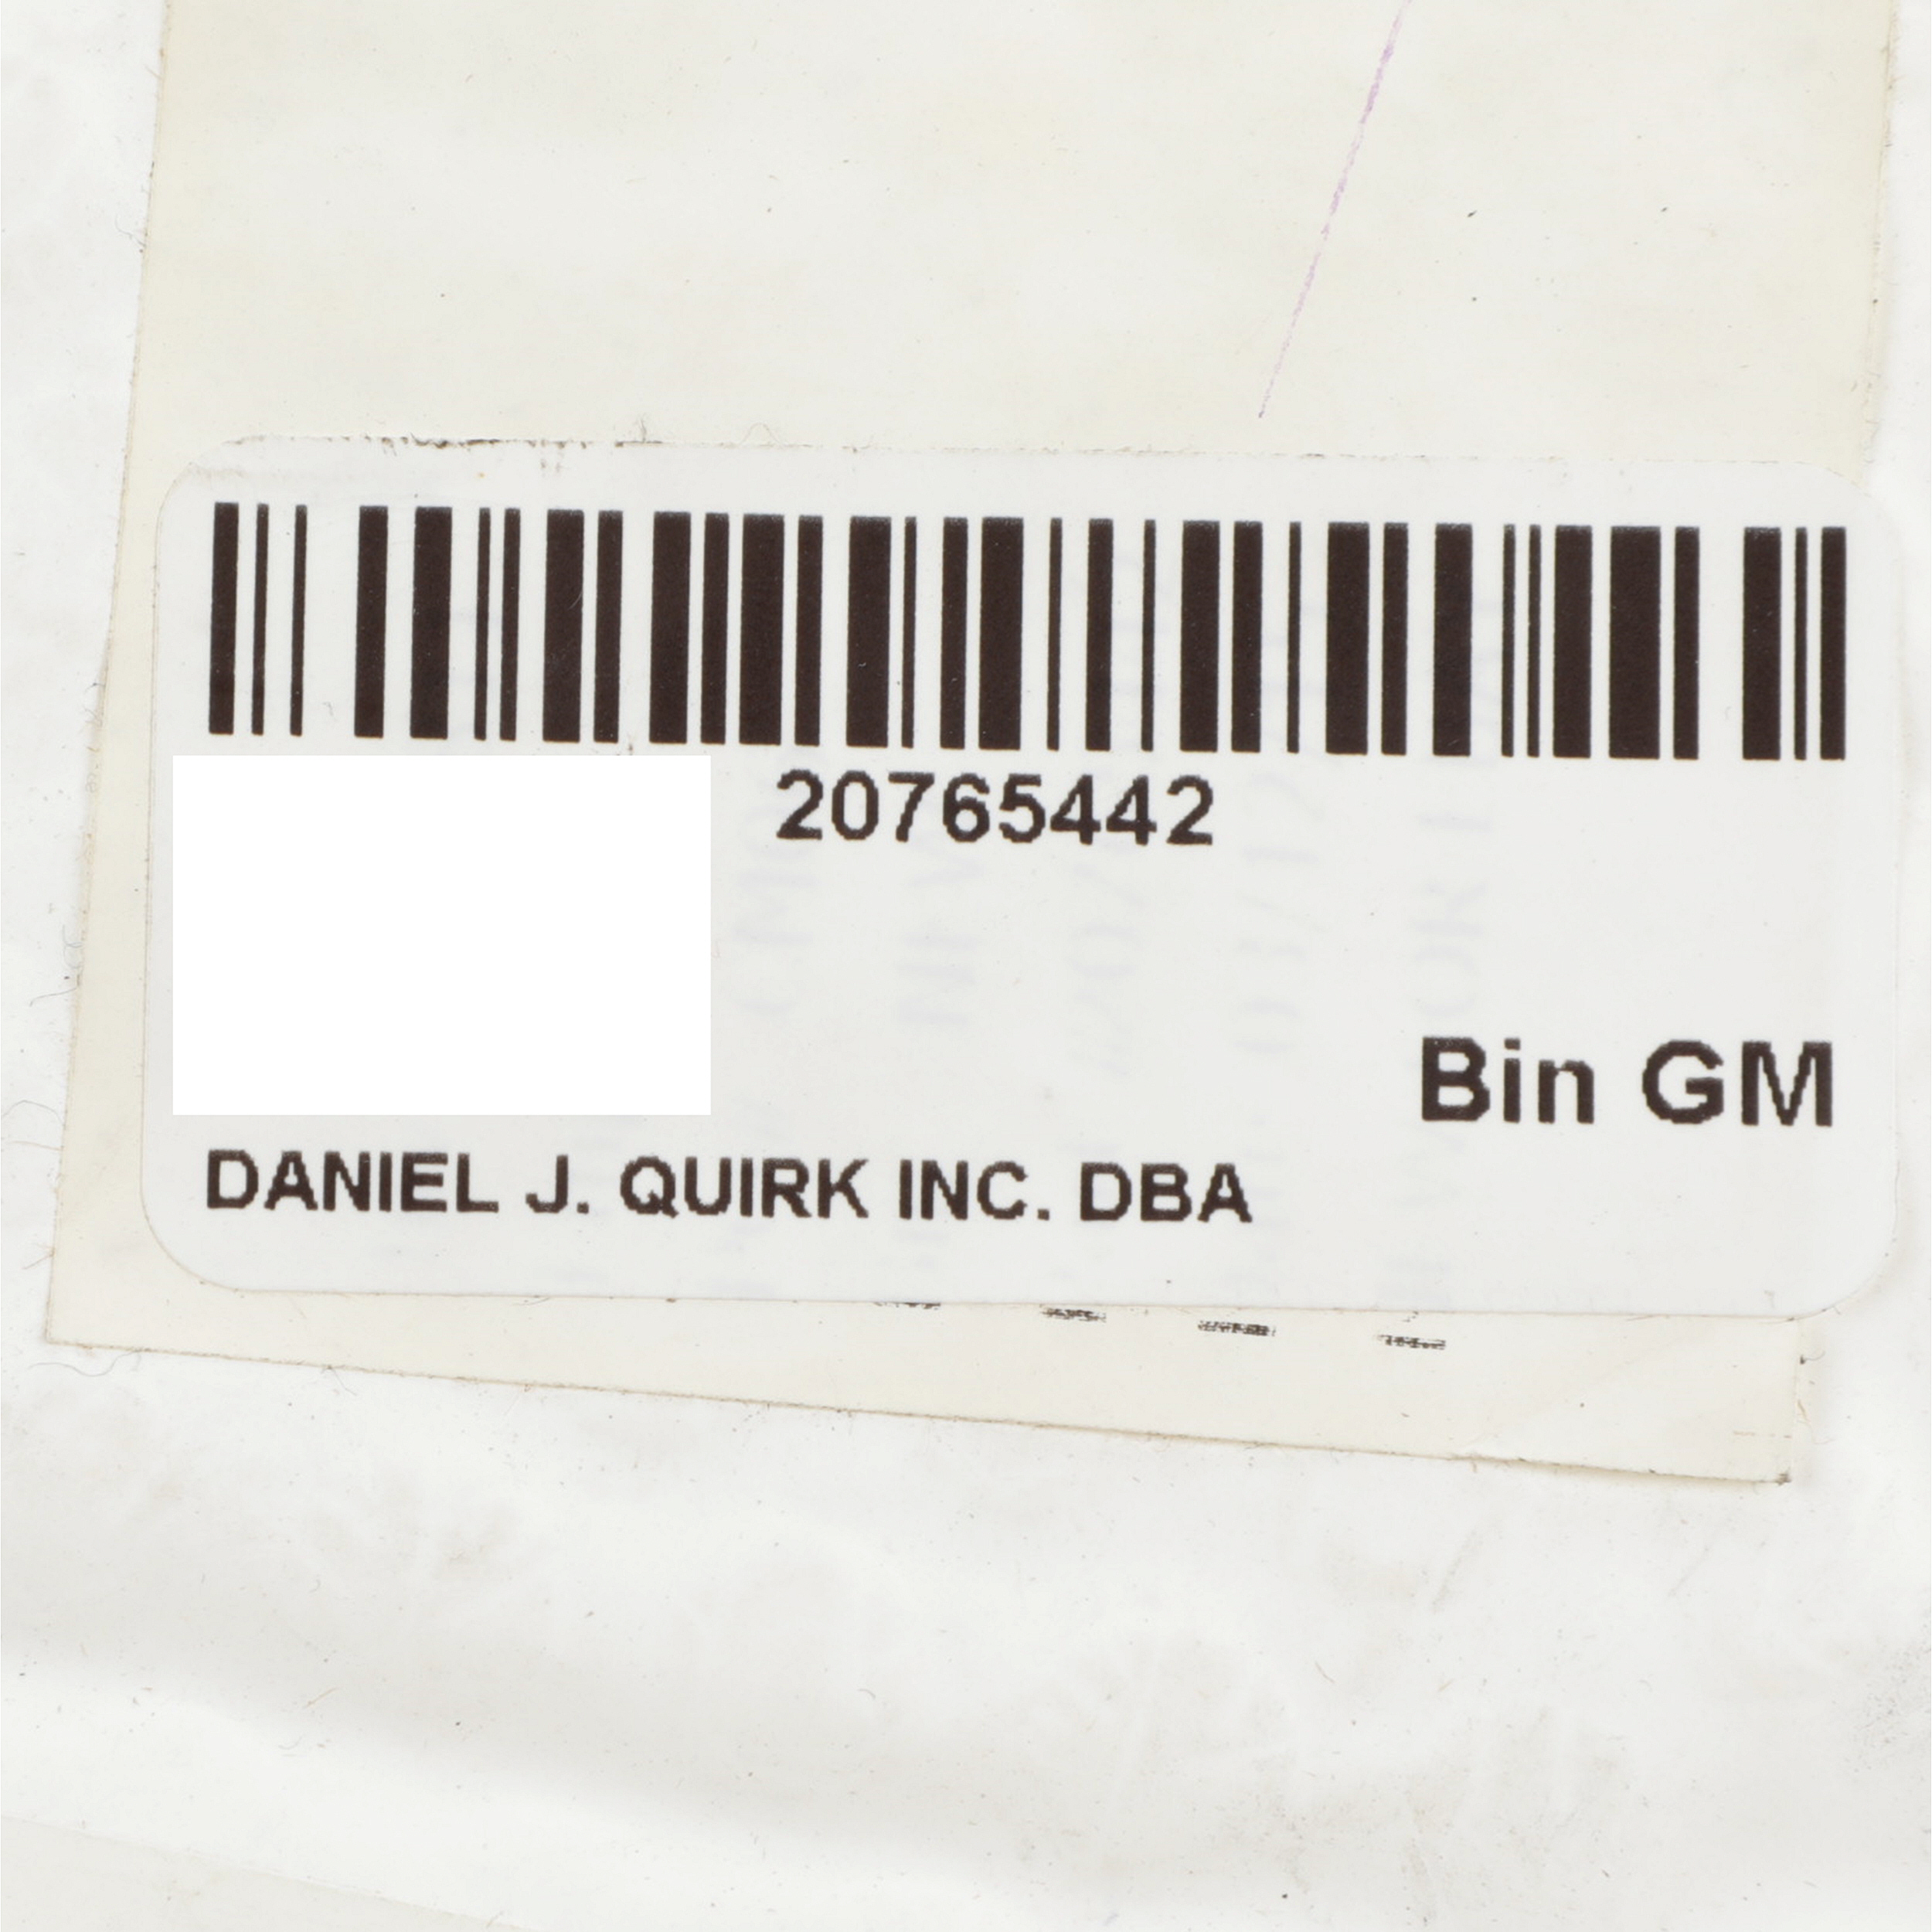 20765442
Bin GM
DANIEL J. QUIRK INC. DBA